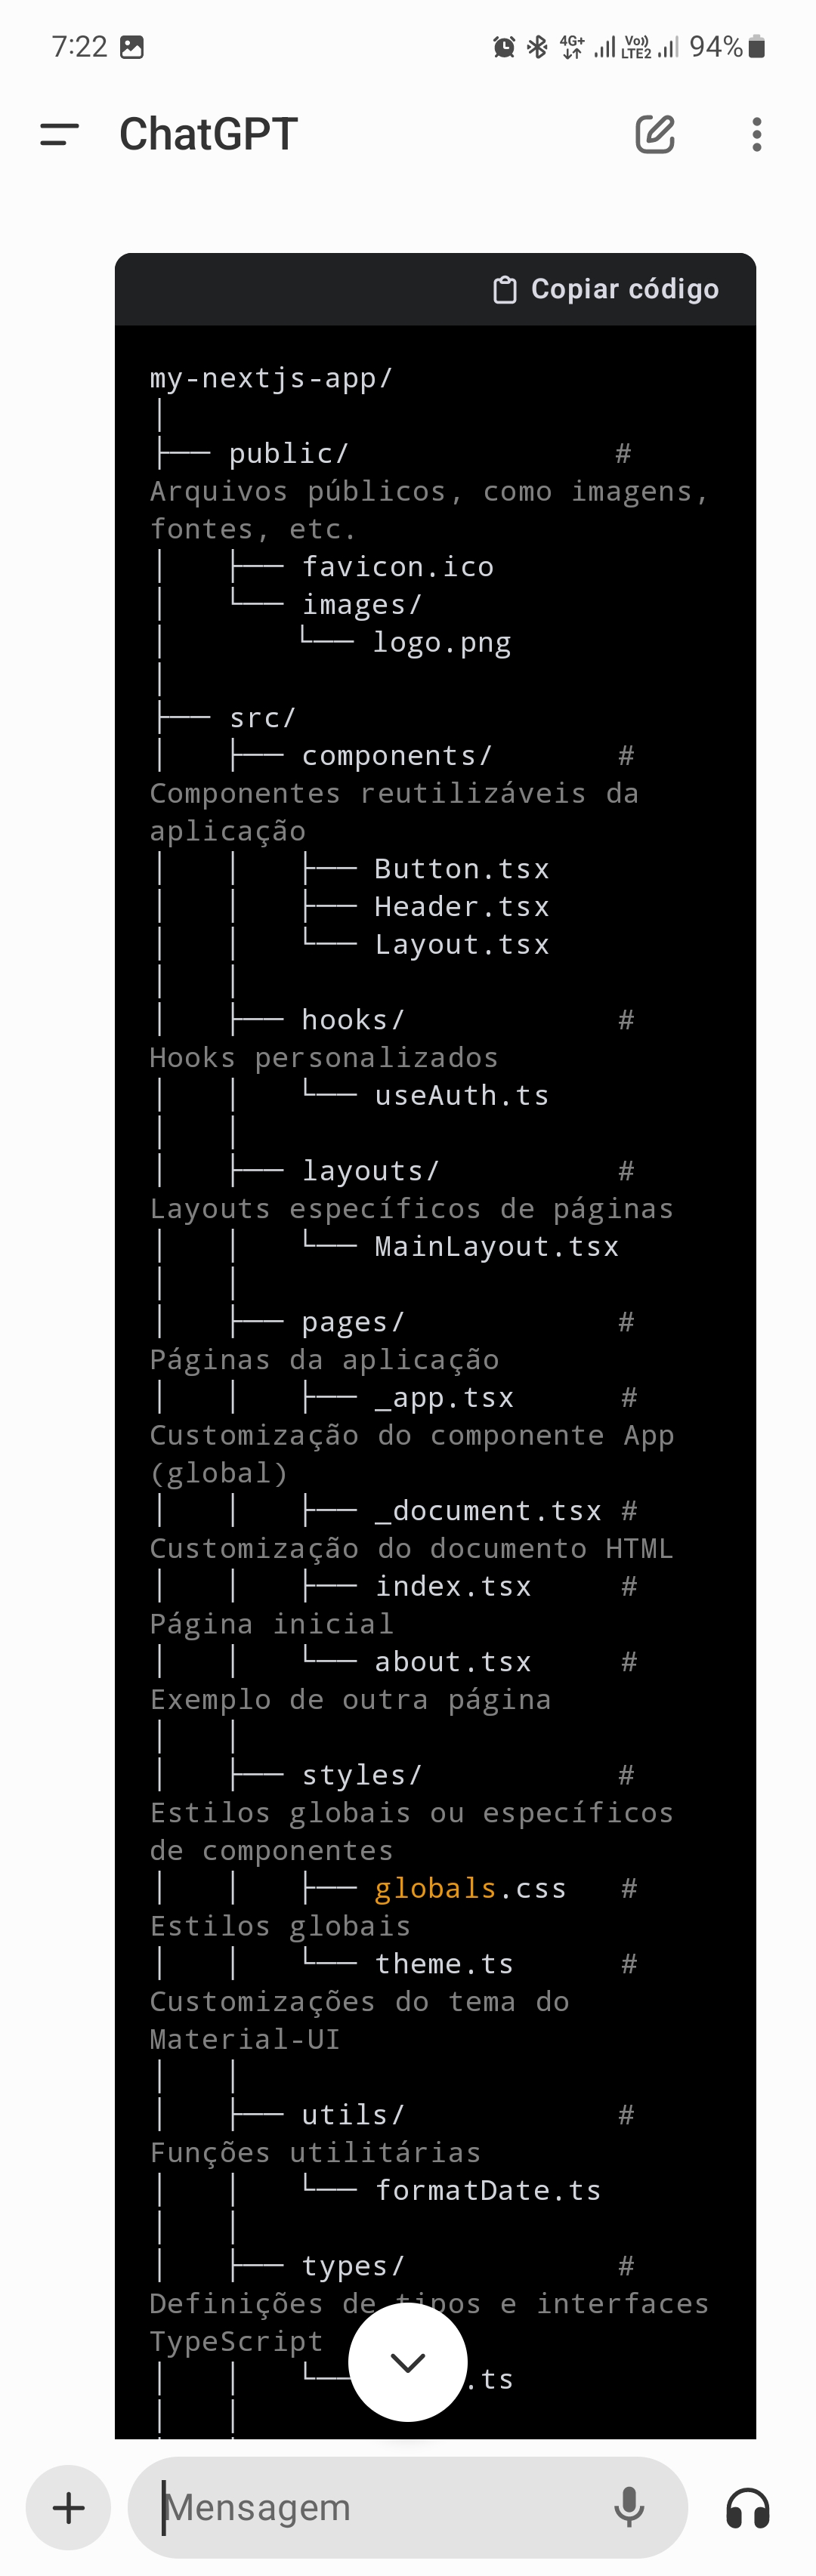 7:22 4G+ Vo)) LTE2 94%
ChatGPT
Copiar código
my-nextjs-app/
│
├── public/ #
Arquivos públicos, como imagens,
fontes, etc.
│   ├── favicon.ico
│   └── images/
│       └── logo.png
│
├── src/
│   ├── components/ #
Componentes reutilizáveis da
aplicação
│   │   ├── Button.tsx
│   │   ├── Header.tsx
│   │   └── Layout.tsx
│   │
│   ├── hooks/ #
Hooks personalizados
│   │   └── useAuth.ts
│   │
│   ├── layouts/ #
Layouts específicos de páginas
│   │   └── MainLayout.tsx
│   │
│   ├── pages/ #
Páginas da aplicação
│   │   ├── _app.tsx #
Customização do componente App
(global)
│   │   ├── _document.tsx #
Customização do documento HTML
│   │   ├── index.tsx #
Página inicial
│   │   └── about.tsx #
Exemplo de outra página
│   │
│   ├── styles/ #
Estilos globais ou específicos
de componentes
│   │   ├── globals.css #
Estilos globais
│   │   └── theme.ts #
Customizações do tema do
Material-UI
│   │
│   ├── utils/ #
Funções utilitárias
│   │   └── formatDate.ts
│   │
│   ├── types/ #
Definições de tipos e interfaces
TypeScript
│   │   └── .ts
│   │
Mensagem